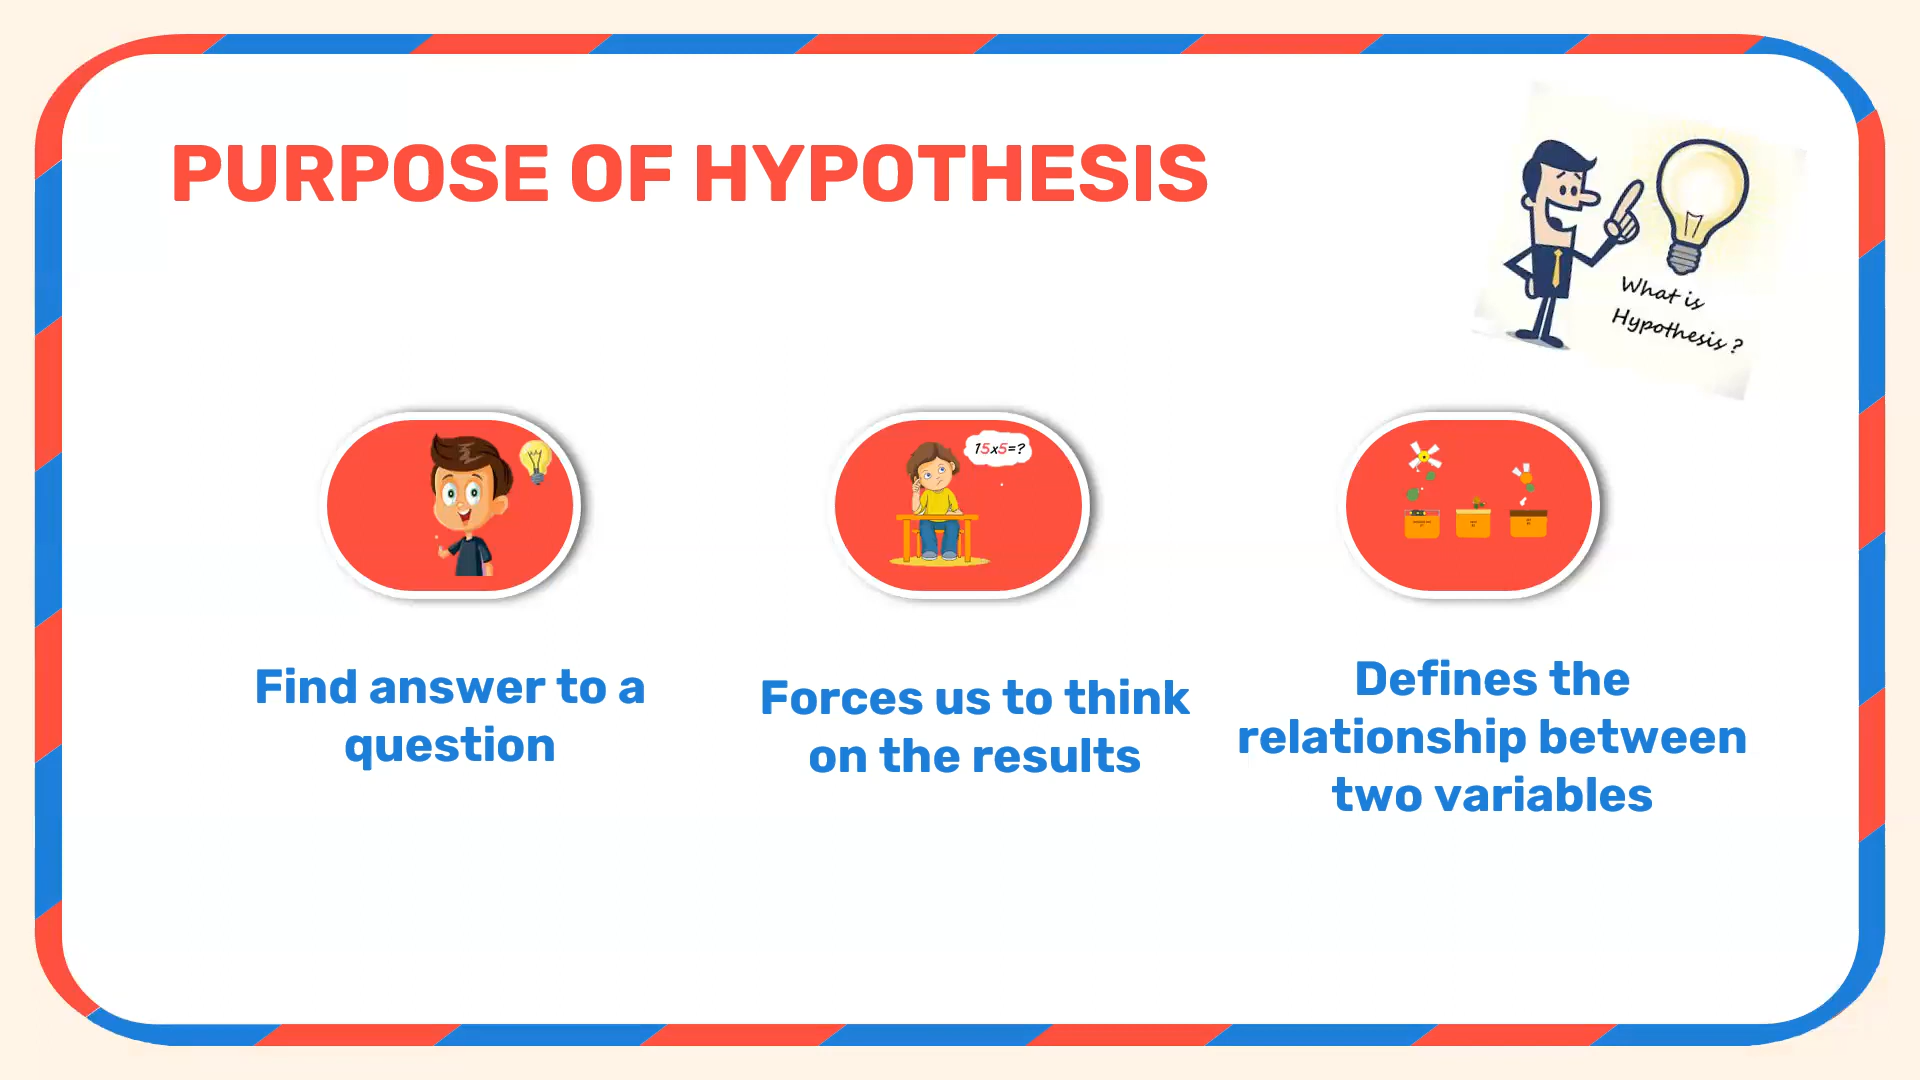 PURPOSE OF HYPOTHESIS
What is
Hypothesis ?
15x5=?
Find answer to a
question
Forces us to think
on the results
Defines the
relationship between
two variables